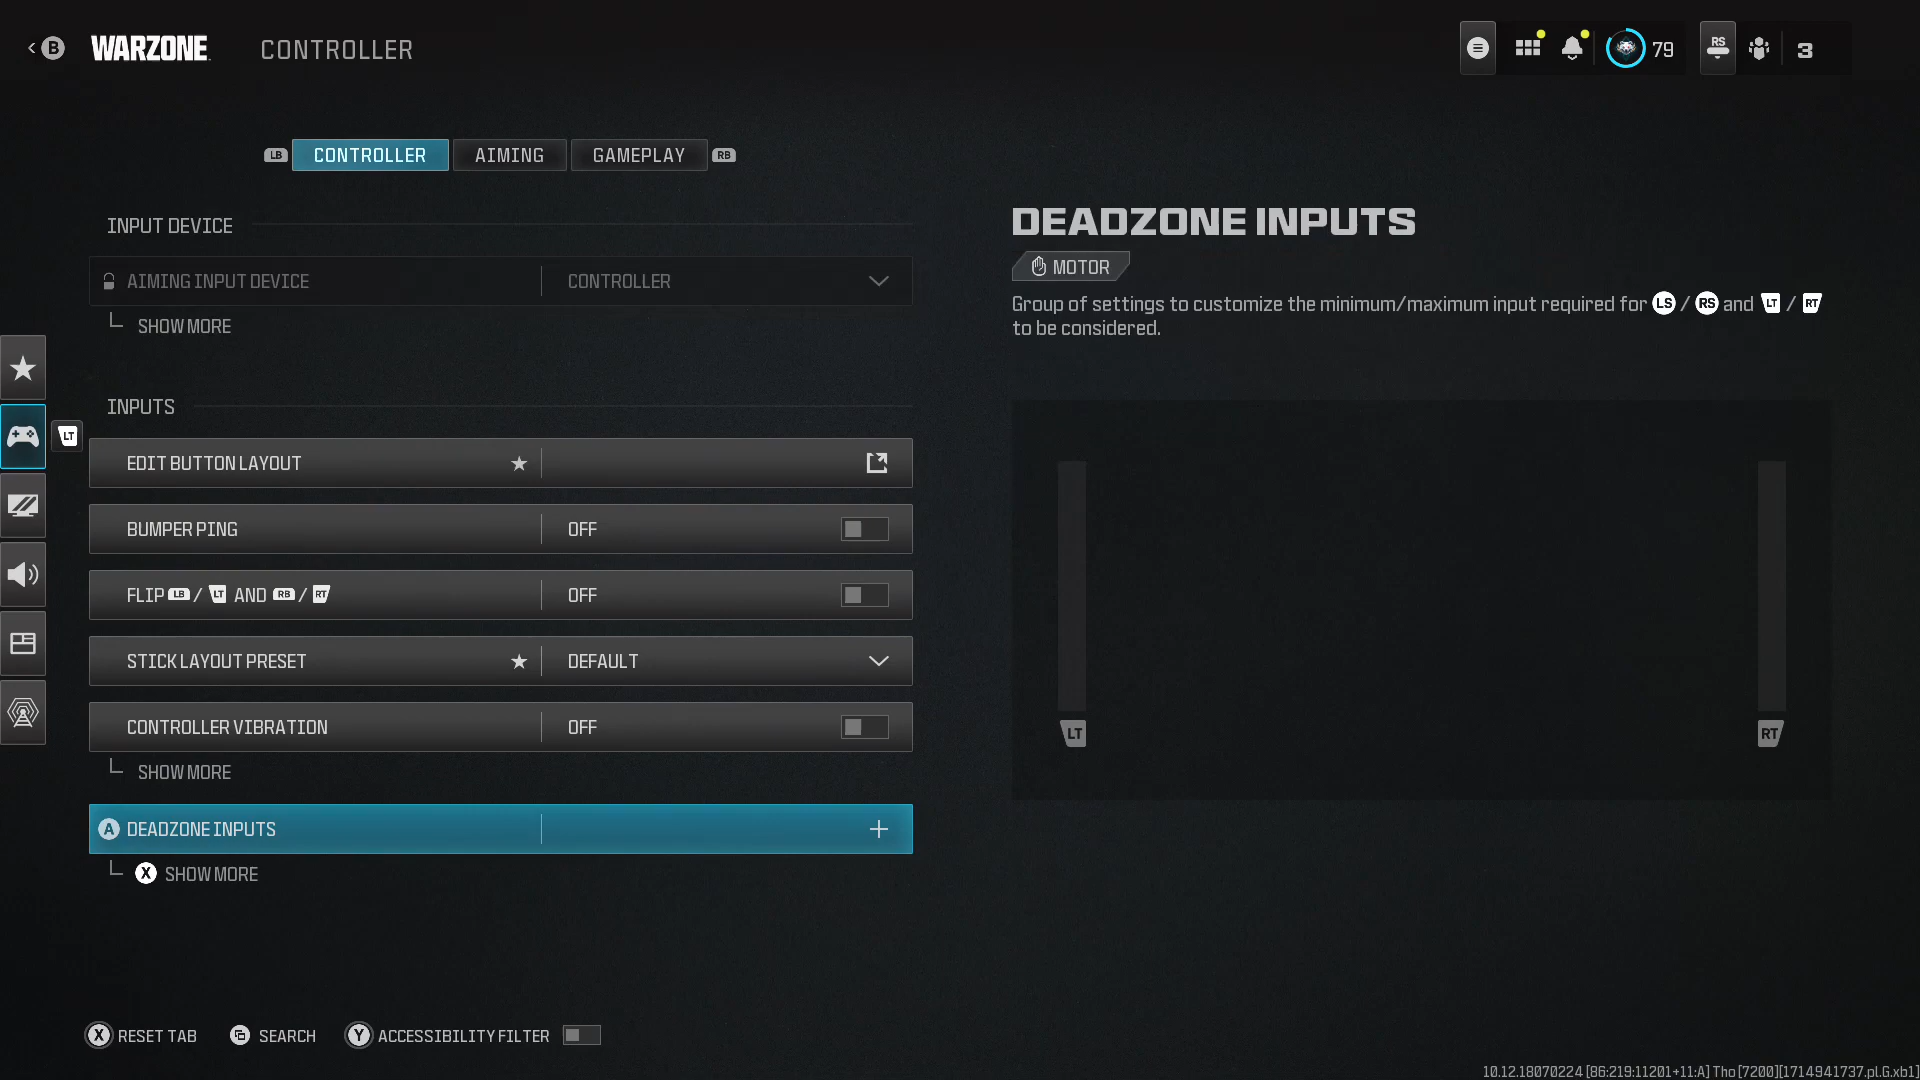 B WARZONE CONTROLLER 79 RS 3
LB CONTROLLER AIMING GAMEPLAY RB
INPUT DEVICE
AIMING INPUT DEVICE CONTROLLER
SHOW MORE
INPUTS
LT
EDIT BUTTON LAYOUT
BUMPER PING OFF
FLIP LB / LT AND RB / RT OFF
STICK LAYOUT PRESET DEFAULT
CONTROLLER VIBRATION OFF
SHOW MORE
A DEADZONE INPUTS
X SHOW MORE
DEADZONE INPUTS
MOTOR
Group of settings to customize the minimum/maximum input required for LS / RS and LT / RT
to be considered.
LT RT
X RESET TAB SEARCH Y ACCESSIBILITY FILTER
10.12.18070224 [86:219:11201+11:A] Tho [7200][1714941737.pl.G.xb1]